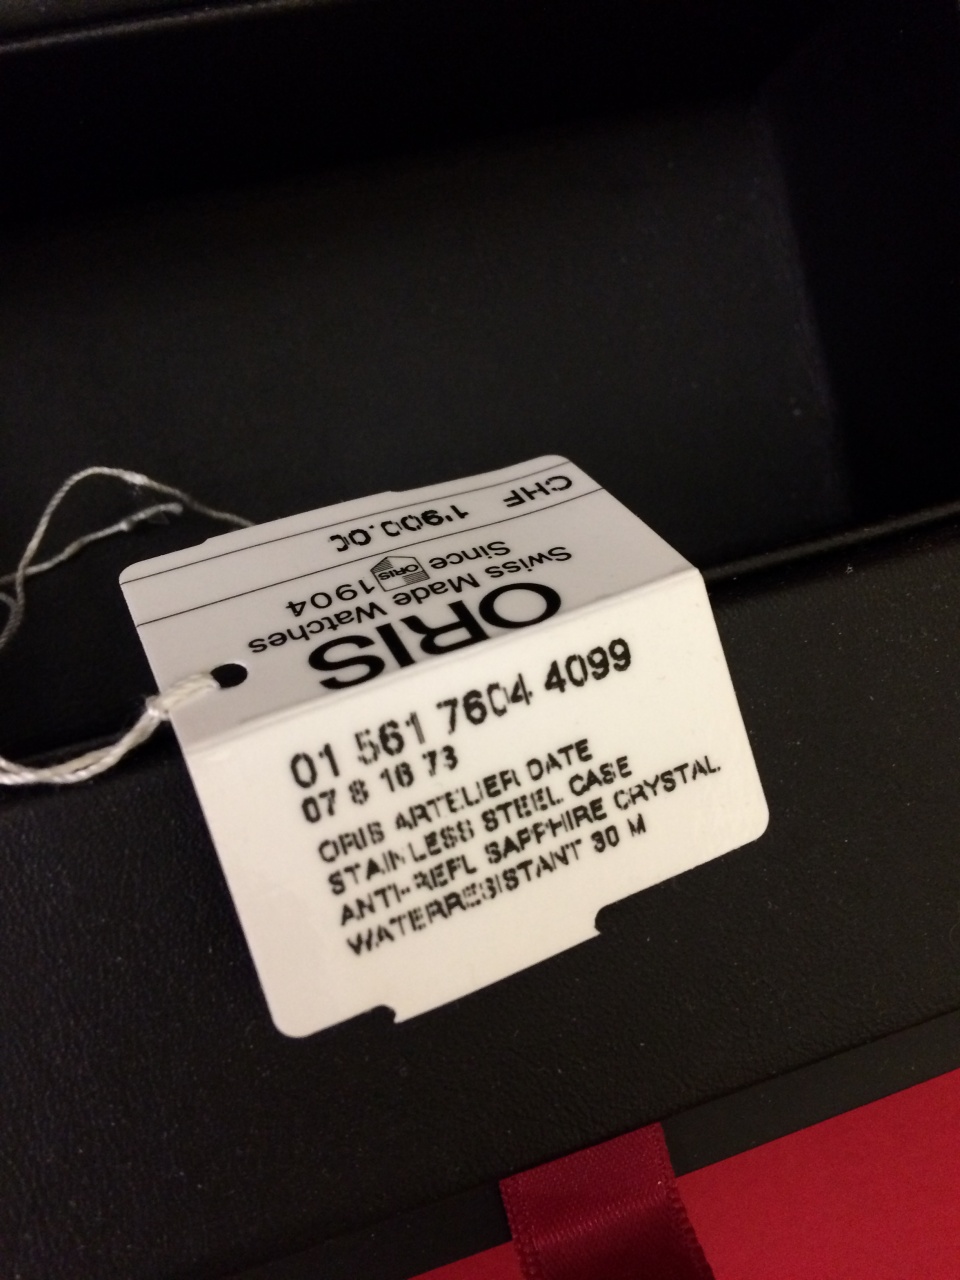 CHF 1'900.00
Swiss Made Watches
Since ORIS 1904
ORIS
01 561 7604 4099
07 8 18 73
ORIS ARTELIER DATE
STAINLESS STEEL CASE
ANTI-REFL SAPPHIRE CRYSTAL
WATERRESISTANT 30 M